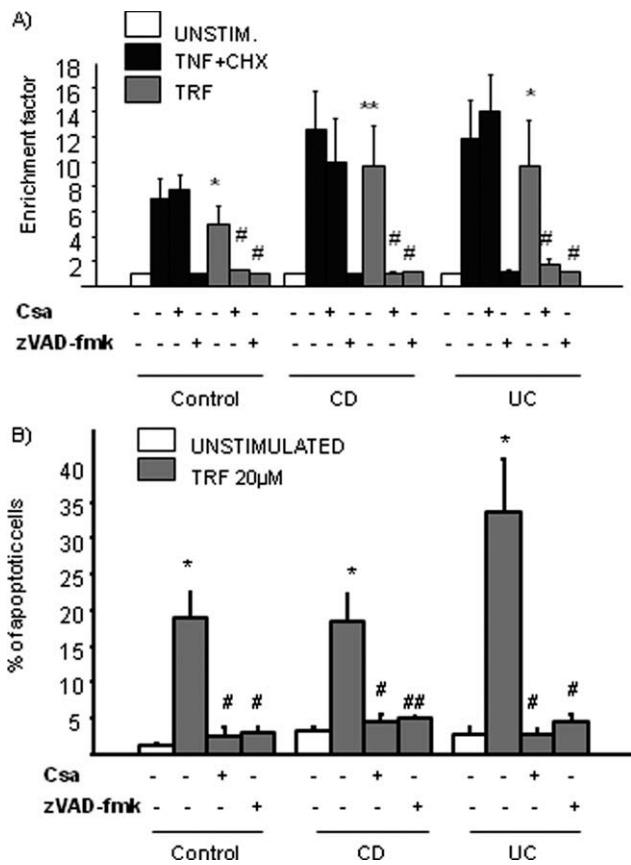 A)
UNSTIM.
TNF+CHX
TRF
Enrichment factor
18
16
14
12
10
8
6
4
2
* ** *
# # # # # #
Csa - - + - - + - - - + - - + - - - + - - + -
zVAD-fmk - - - + - - + - - - + - - + - - - + - - +
Control CD UC
B)
UNSTIMULATED
TRF 20µM
% of apoptotic cells
40
35
30
25
20
15
10
5
* * *
# # # ## # #
Csa - - + - - - + - - - + -
zVAD-fmk - - - + - - - + - - - +
Control CD UC